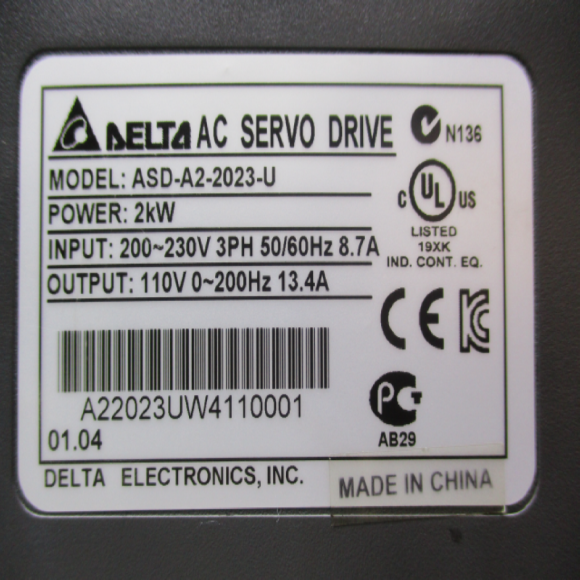 DELTA AC SERVO DRIVE
N136
MODEL: ASD-A2-2023-U
POWER: 2kW
INPUT: 200~230V 3PH 50/60Hz 8.7A
OUTPUT: 110V 0~200Hz 13.4A
C UL US
LISTED
19XK
IND. CONT. EQ.
CE
A22023UW4110001
01.04
PG
AB29
DELTA ELECTRONICS, INC.
MADE IN CHINA